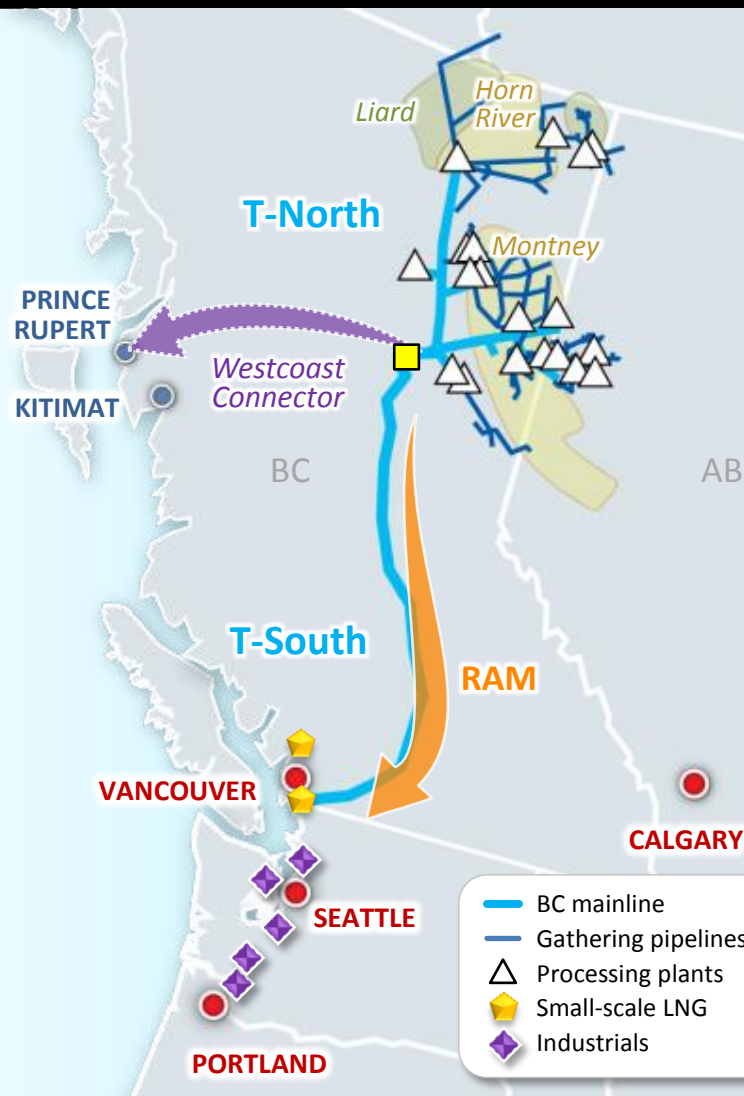 Liard
Horn
River
T-North
Montney
PRINCE
RUPERT
Westcoast
Connector
KITIMAT
BC
AB
T-South
RAM
VANCOUVER
CALGARY
SEATTLE
PORTLAND
BC mainline
Gathering pipelines
Processing plants
Small-scale LNG
Industrials